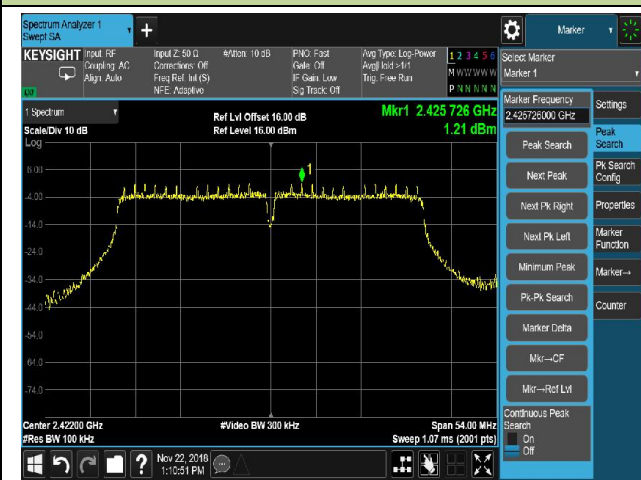 Spectrum Analyzer 1
Swept SA
+
Marker
KEYSIGHT
Input: RF
Coupling: AC
Align: Auto
Input Z: 50 Ω
Corrections: Off
Freq Ref: Int (S)
NFE: Adaptive
#Atten: 10 dB
PNO: Fast
Gate: Off
IF Gain: Low
Sig Track: Off
Avg Type: Log-Power
Avg|Hold:>1/1
Trig: Free Run
1 2 3 4 5 6
M W W W W W
P N N N N N
Select Marker
Marker 1
1 Spectrum
Scale/Div 10 dB
Log
Ref Lvl Offset 16.00 dB
Ref Level 16.00 dBm
Mkr1 2.425 726 GHz
1.21 dBm
Marker Frequency
2.425726000 GHz
Settings
Peak Search
Peak
Search
Next Peak
Pk Search
Config
Next Pk Right
Properties
Next Pk Left
Marker
Function
Minimum Peak
Marker→
Pk-Pk Search
Counter
Marker Delta
Mkr→CF
Mkr→Ref Lvl
Continuous Peak
Search
On
Off
1
6.00
-4.00
-14.0
-24.0
-34.0
-44.0
-54.0
-64.0
-74.0
Center 2.42200 GHz
#Res BW 100 kHz
#Video BW 300 kHz
Span 54.00 MHz
Sweep 1.07 ms (2001 pts)
?
Nov 22, 2018
1:10:51 PM